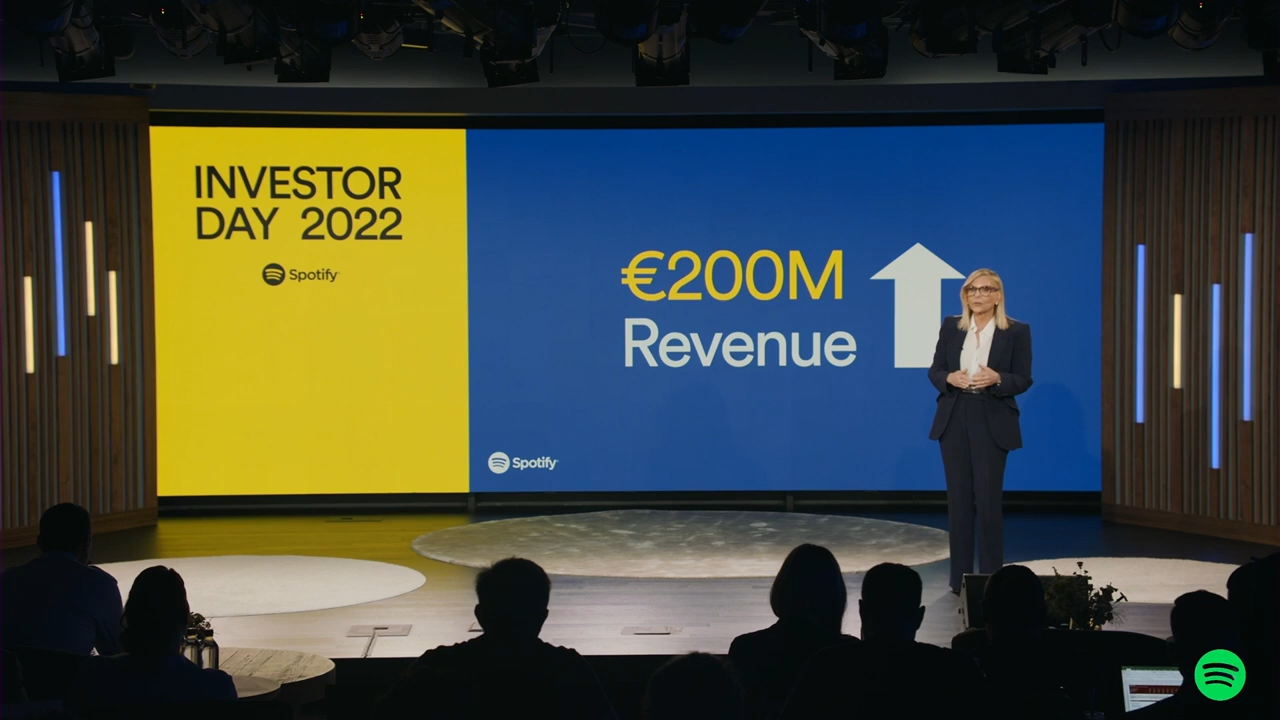 INVESTOR
DAY 2022
Spotify
€200M
Revenue
Spotify